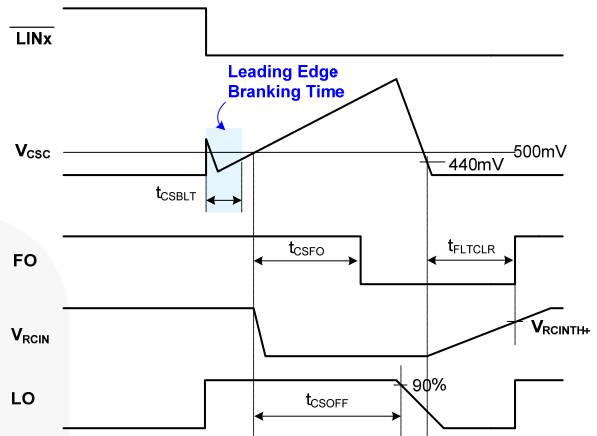 LINx
Leading Edge
Branking Time
VCSC
500mV
440mV
tCSBLT
FO
tCSFO
tFLTCLR
VRCIN
VRCINTH+
LO
90%
tCSOFF